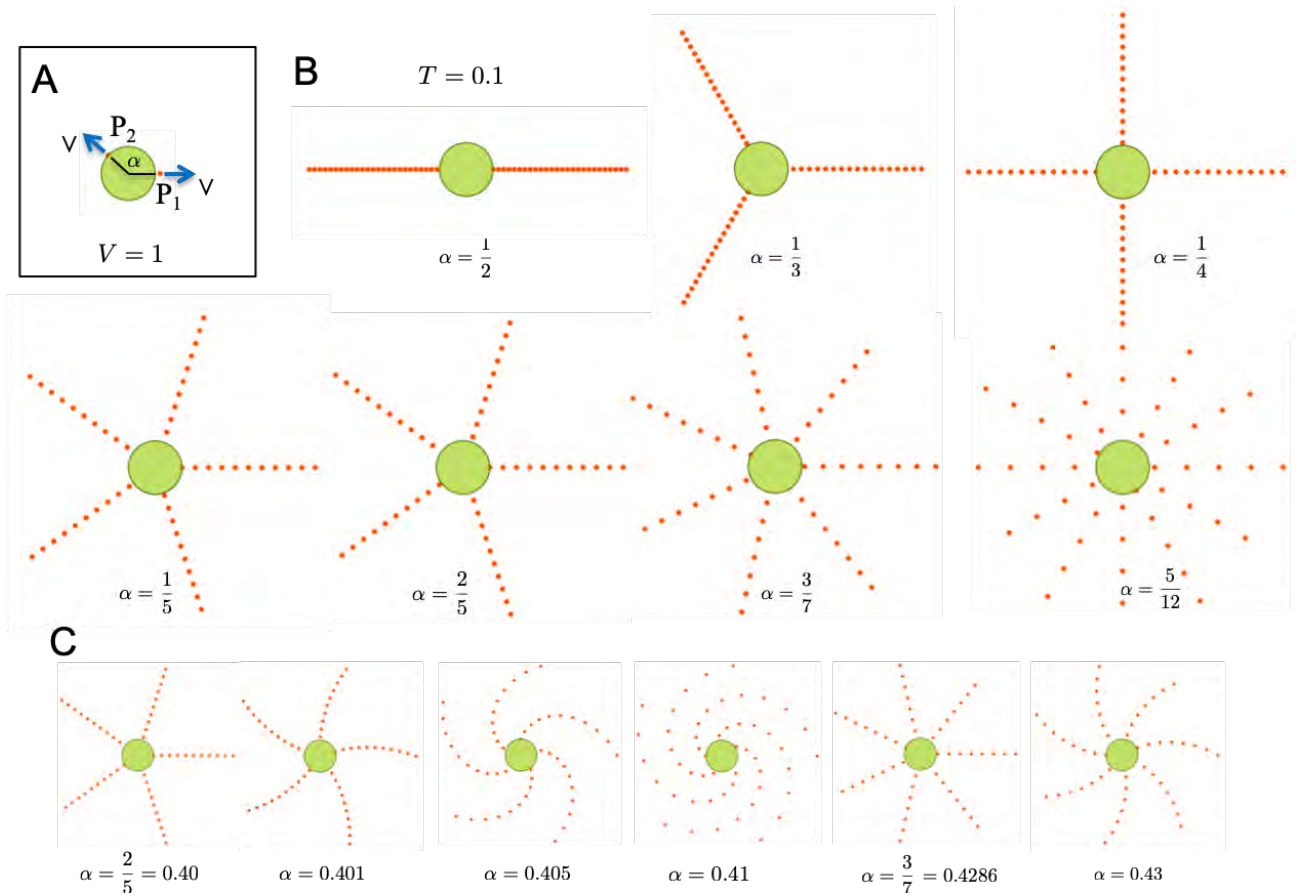 A
P₂
V
α
P₁
V
V = 1
B
T = 0.1
α = 1/2
α = 1/3
α = 1/4
α = 1/5
α = 2/5
α = 3/7
α = 5/12
C
α = 2/5 = 0.40
α = 0.401
α = 0.405
α = 0.41
α = 3/7 = 0.4286
α = 0.43